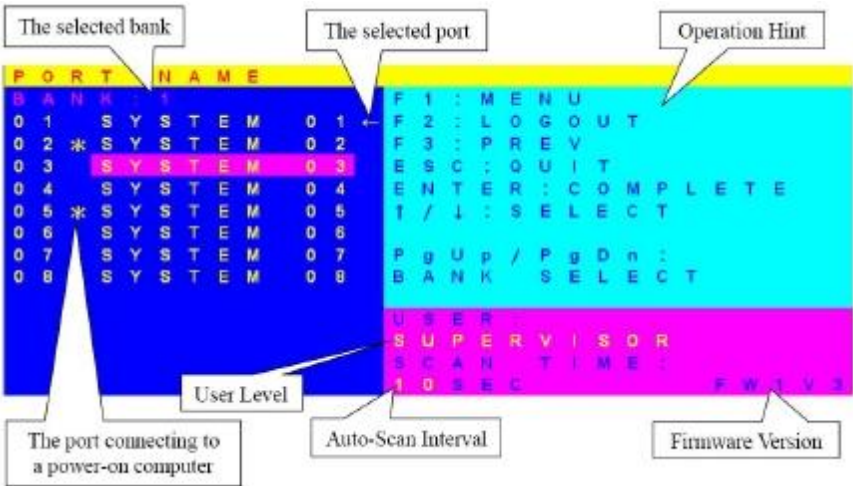 The selected bank
The selected port
Operation Hint
PORT NAME
BANK:1
01 SYSTEM 01 ←
02 * SYSTEM 02
03 SYSTEM 03
04 SYSTEM 04
05 * SYSTEM 05
06 SYSTEM 06
07 SYSTEM 07
08 SYSTEM 08
F1:MENU
F2:LOGOUT
F3:PREV
ESC:QUIT
ENTER:COMPLETE
↑/↓:SELECT
PgUp/PgDn:
BANK SELECT
USER:
SUPERVISOR
SCAN TIME:
10SEC FW1V3
User Level
The port connecting to
a power-on computer
Auto-Scan Interval
Firmware Version